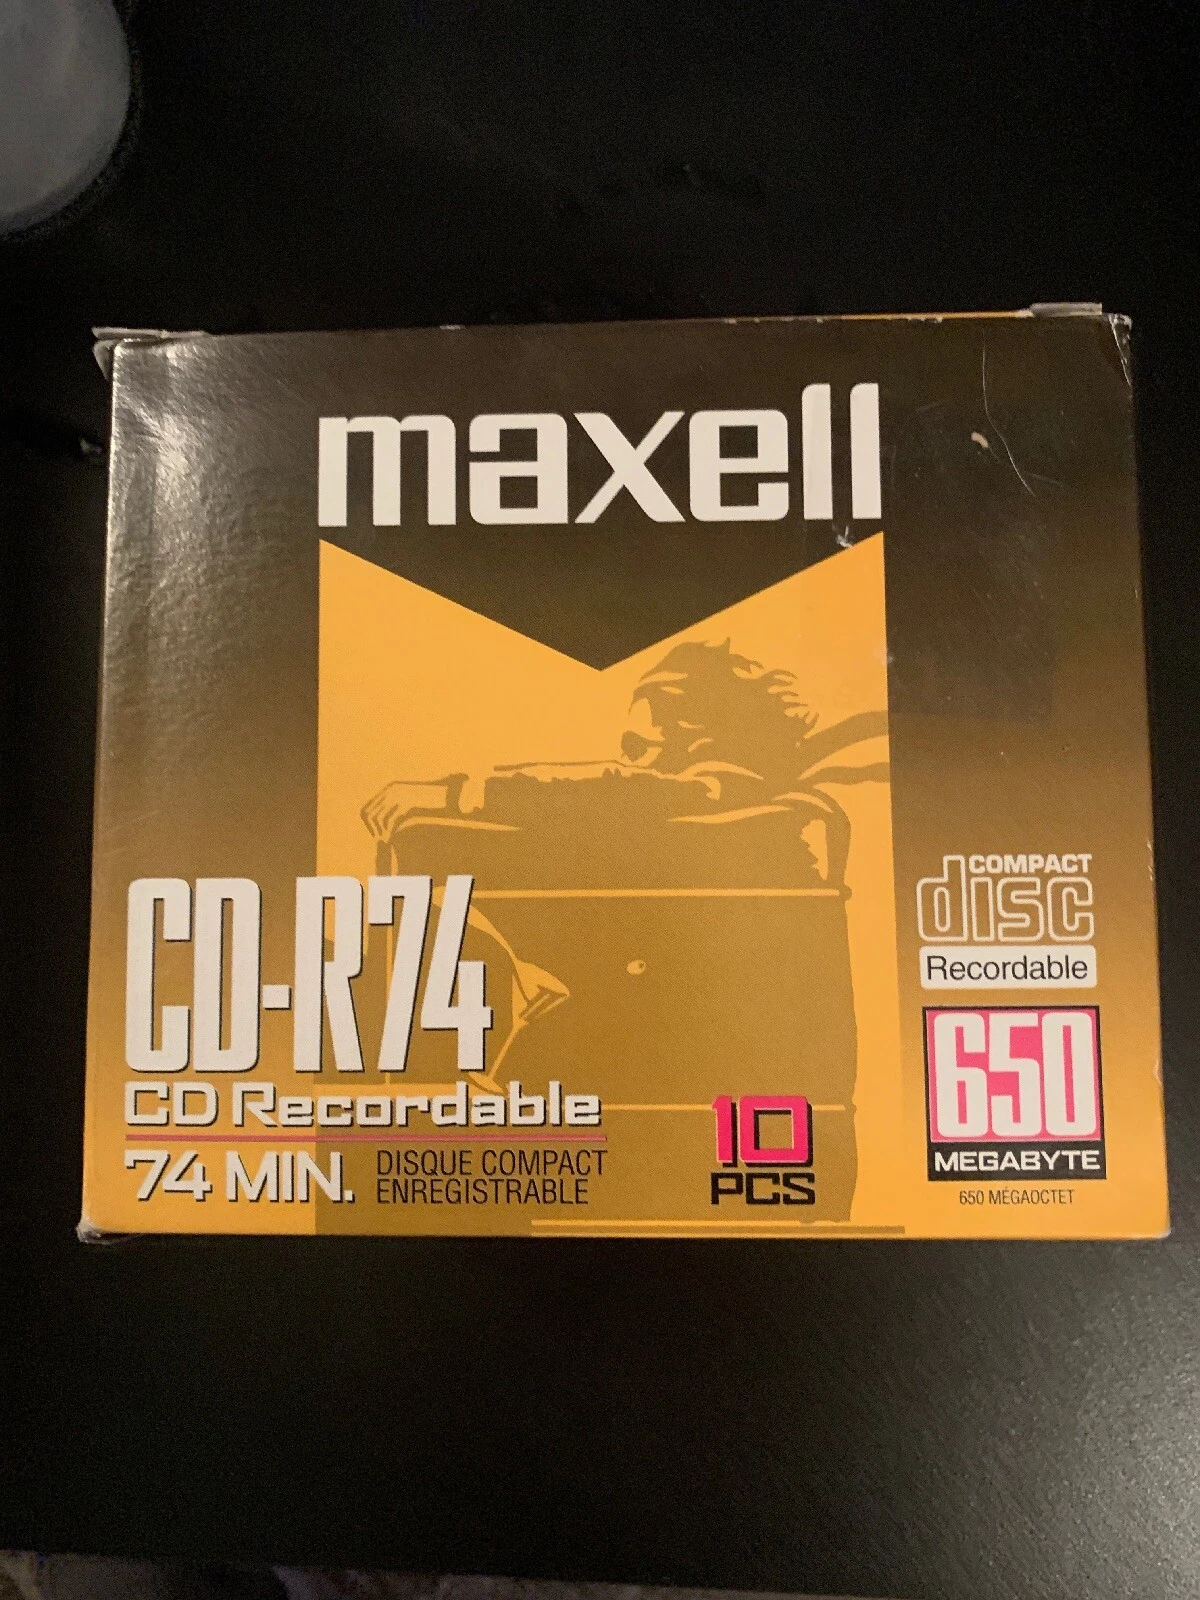 maxell
CD-R74
CD Recordable
74 MIN.
DISQUE COMPACT
ENREGISTRABLE
10
PCS
COMPACT
disc
Recordable
650
MEGABYTE
650 MÉGAOCTET